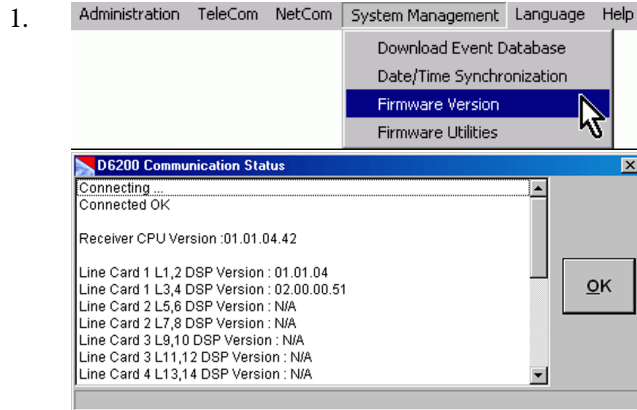 1.
Administration TeleCom NetCom System Management Language Help
Download Event Database
Date/Time Synchronization
Firmware Version
Firmware Utilities
D6200 Communication Status
Connecting ...
Connected OK
Receiver CPU Version :01.01.04.42
Line Card 1 L1,2 DSP Version : 01.01.04
Line Card 1 L3,4 DSP Version : 02.00.00.51
Line Card 2 L5,6 DSP Version : N/A
Line Card 2 L7,8 DSP Version : N/A
Line Card 3 L9,10 DSP Version : N/A
Line Card 3 L11,12 DSP Version : N/A
Line Card 4 L13,14 DSP Version : N/A
OK